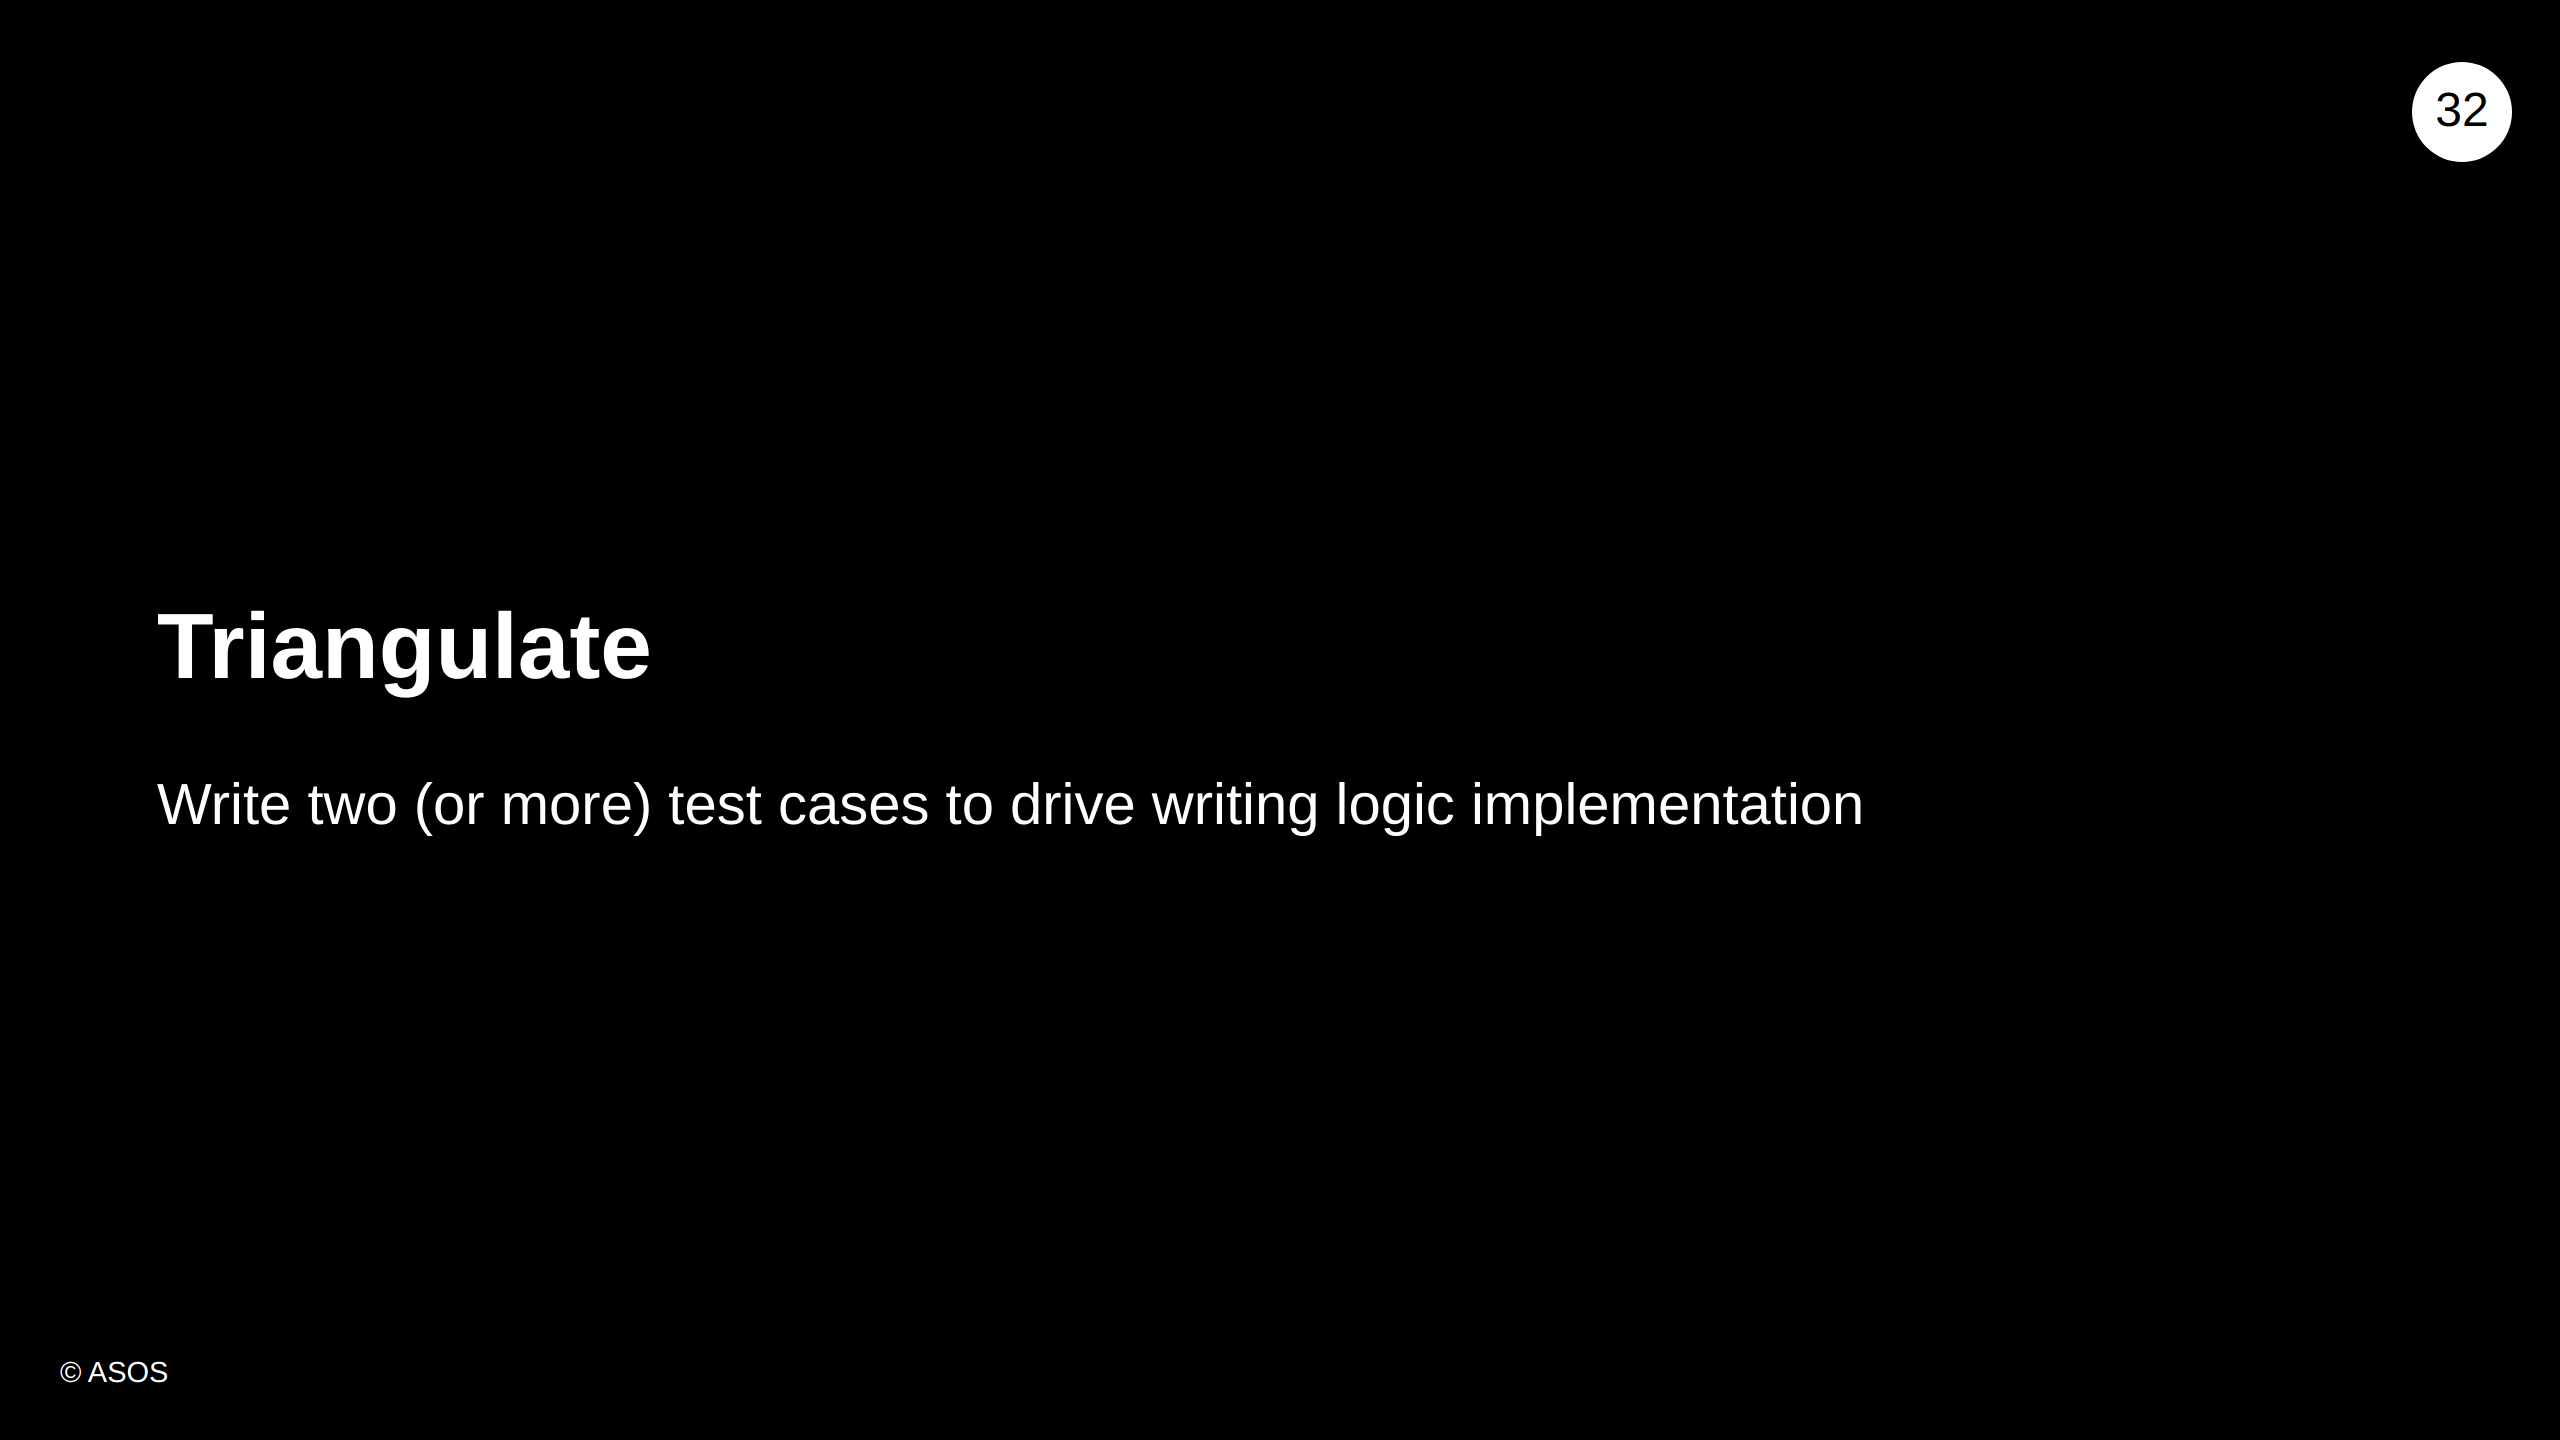 32
Triangulate
Write two (or more) test cases to drive writing logic implementation
© ASOS